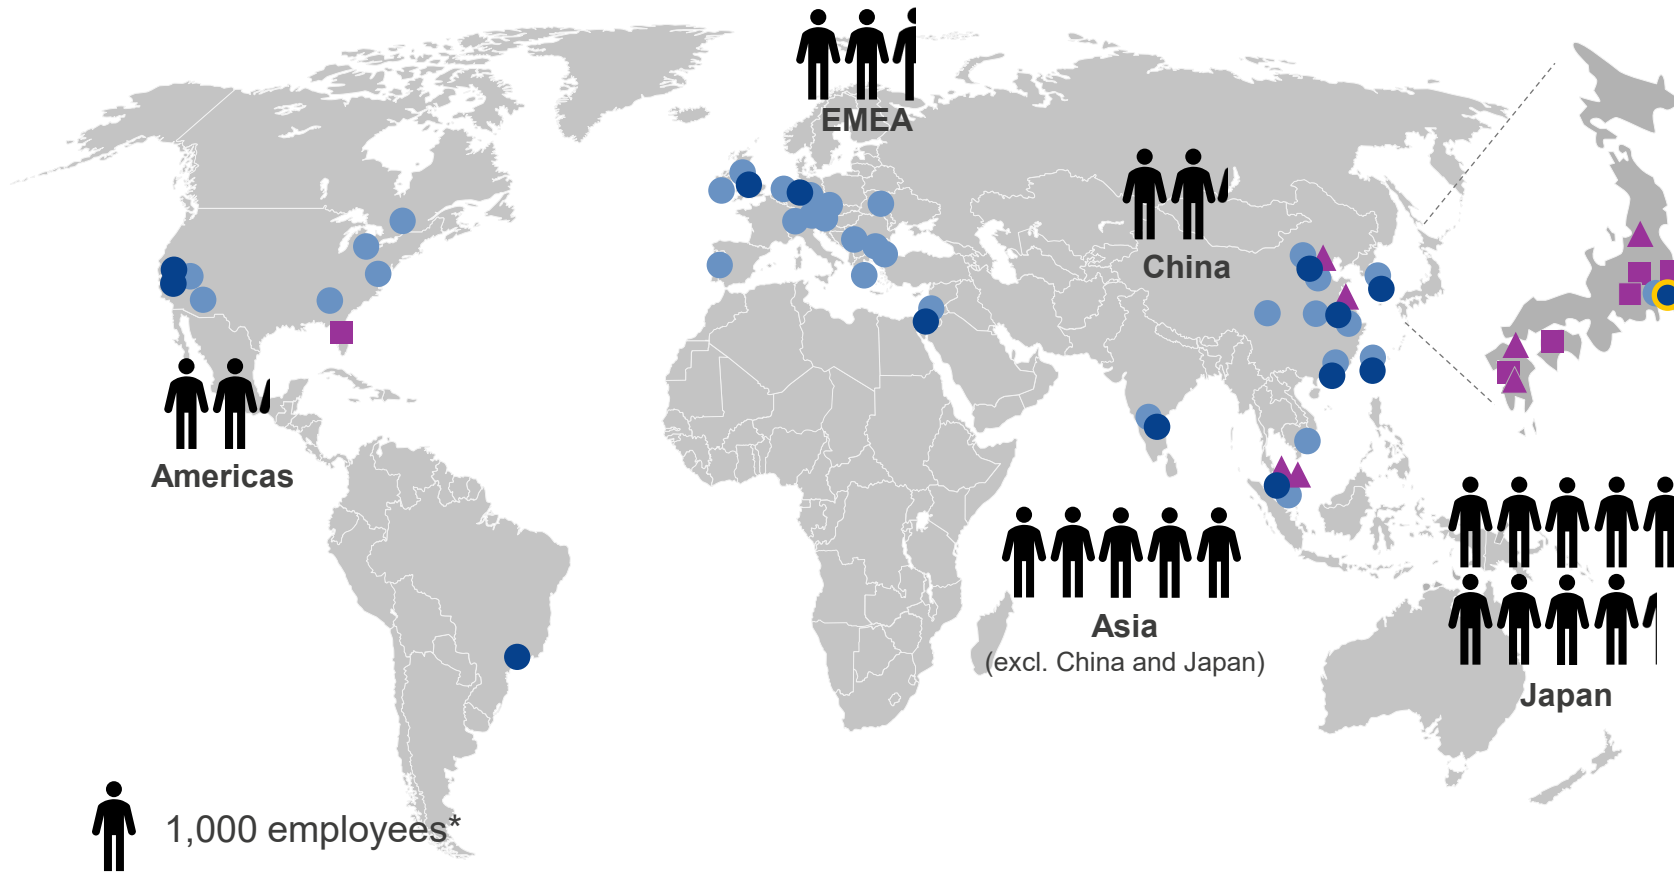 EMEA
China
Americas
Asia
(excl. China and Japan)
Japan
1,000 employees*